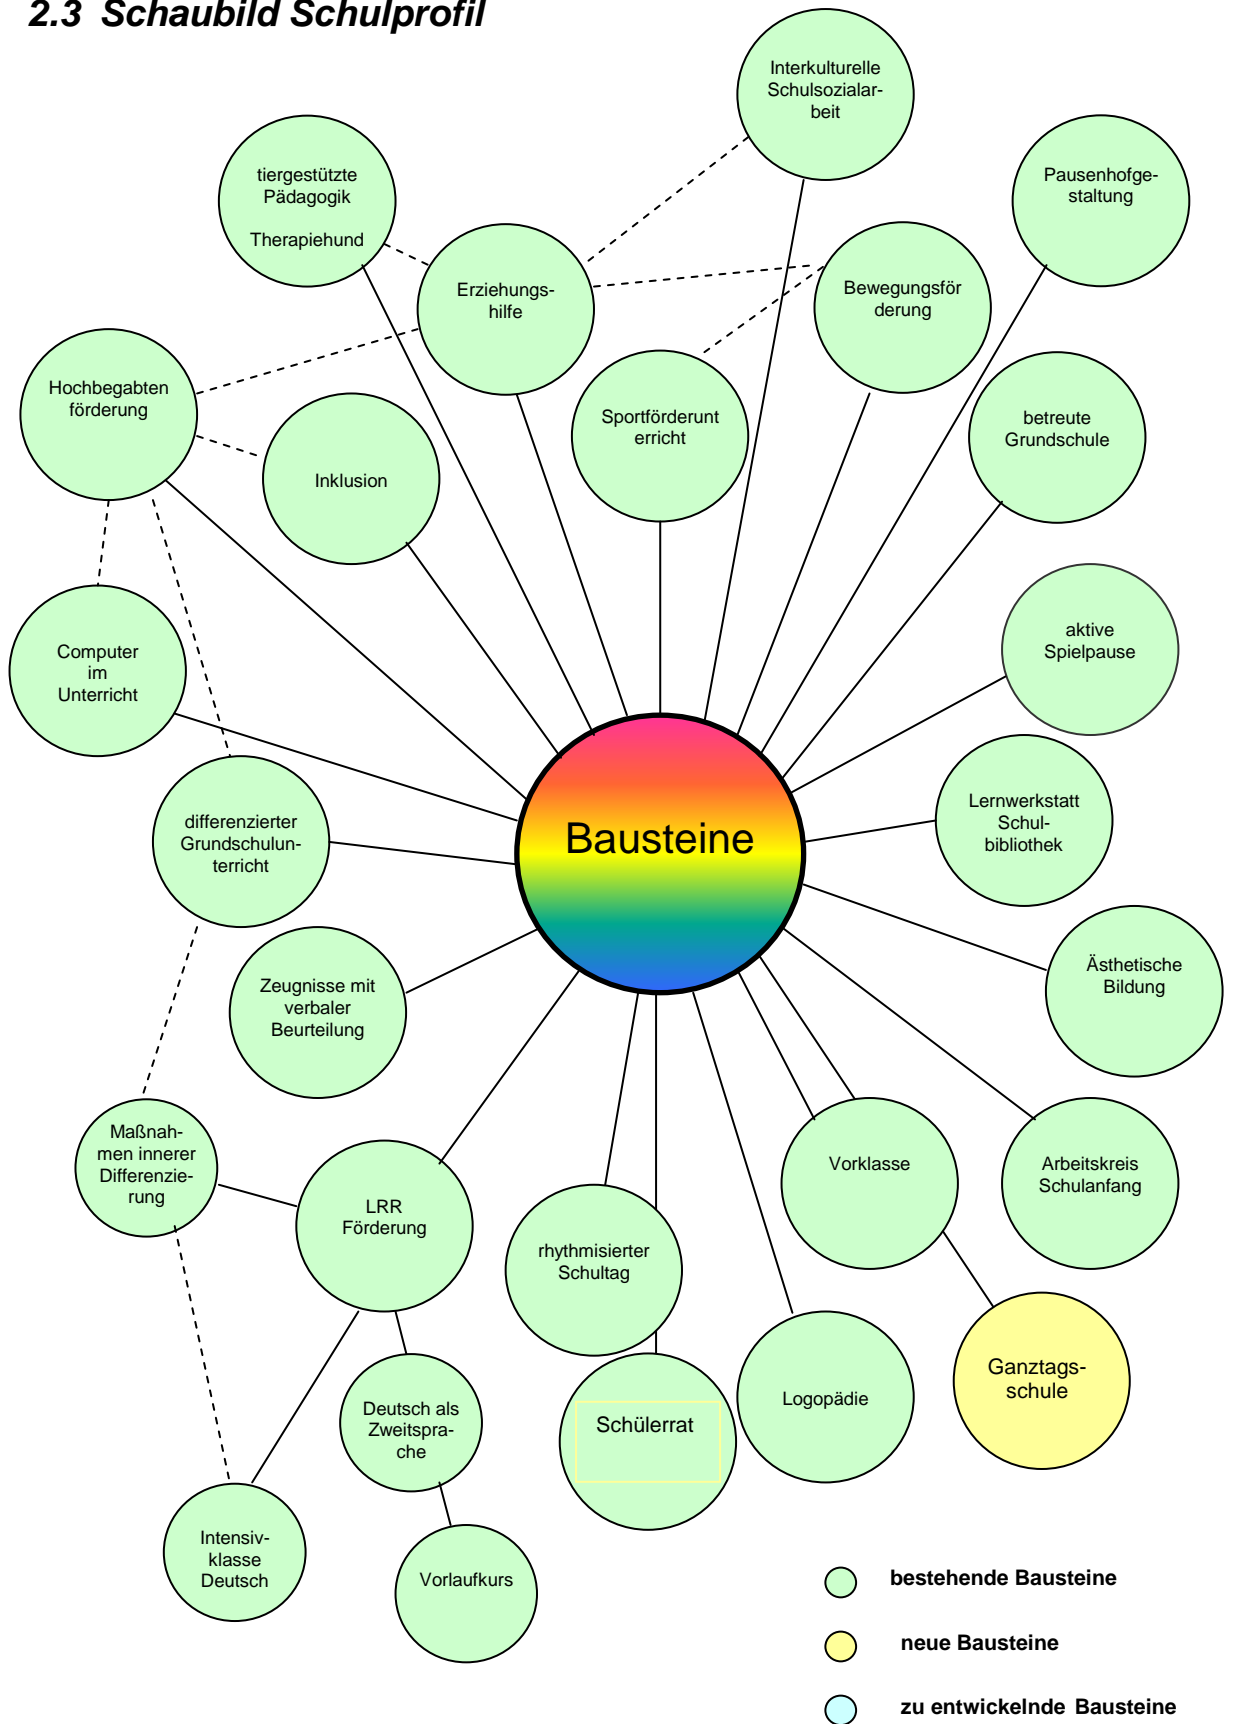 2.3 Schaubild Schulprofil
Interkulturelle
Schulsozialar-
beit
tiergestützte
Pädagogik
Therapiehund
Pausenhofge-
staltung
Erziehungs-
hilfe
Bewegungsför
derung
Hochbegabten
förderung
Sportförderunt
erricht
betreute
Grundschule
Inklusion
Computer
im
Unterricht
aktive
Spielpause
differenzierter
Grundschulun-
terricht
Bausteine
Lernwerkstatt
Schul-
bibliothek
Zeugnisse mit
verbaler
Beurteilung
Ästhetische
Bildung
Maßnah-
men innerer
Differenzie-
rung
LRR
Förderung
rhythmisierter
Schultag
Vorklasse
Arbeitskreis
Schulanfang
Deutsch als
Zweitspra-
che
Schülerrat
Logopädie
Ganztags-
schule
Intensiv-
klasse
Deutsch
Vorlaufkurs
bestehende Bausteine
neue Bausteine
zu entwickelnde Bausteine